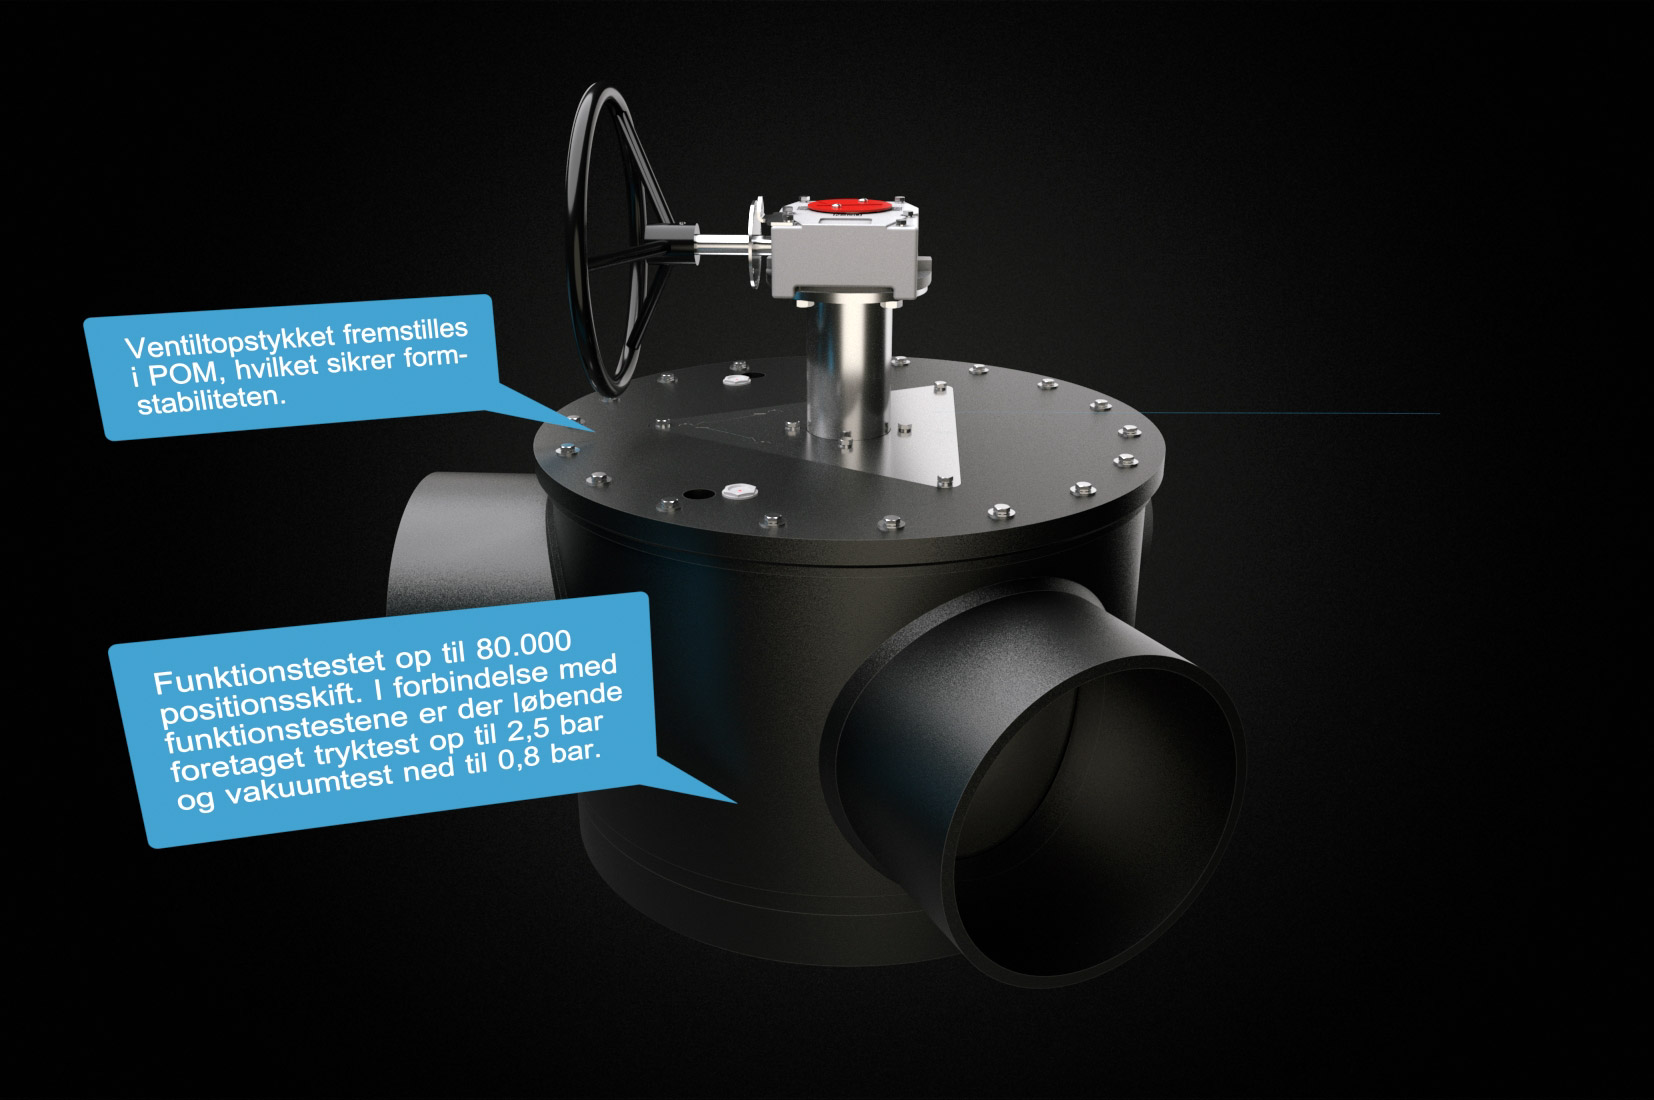 Ventiltopstykket fremstilles
i POM, hvilket sikrer form-
stabiliteten.
Funktionstestet op til 80.000
positionsskift. I forbindelse med
funktionstestene er der løbende
foretaget tryktest op til 2,5 bar
og vakuumtest ned til 0,8 bar.